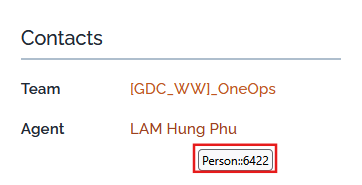 Contacts
Team [GDC_WW]_OneOps
Agent LAM Hung Phu
Person::6422